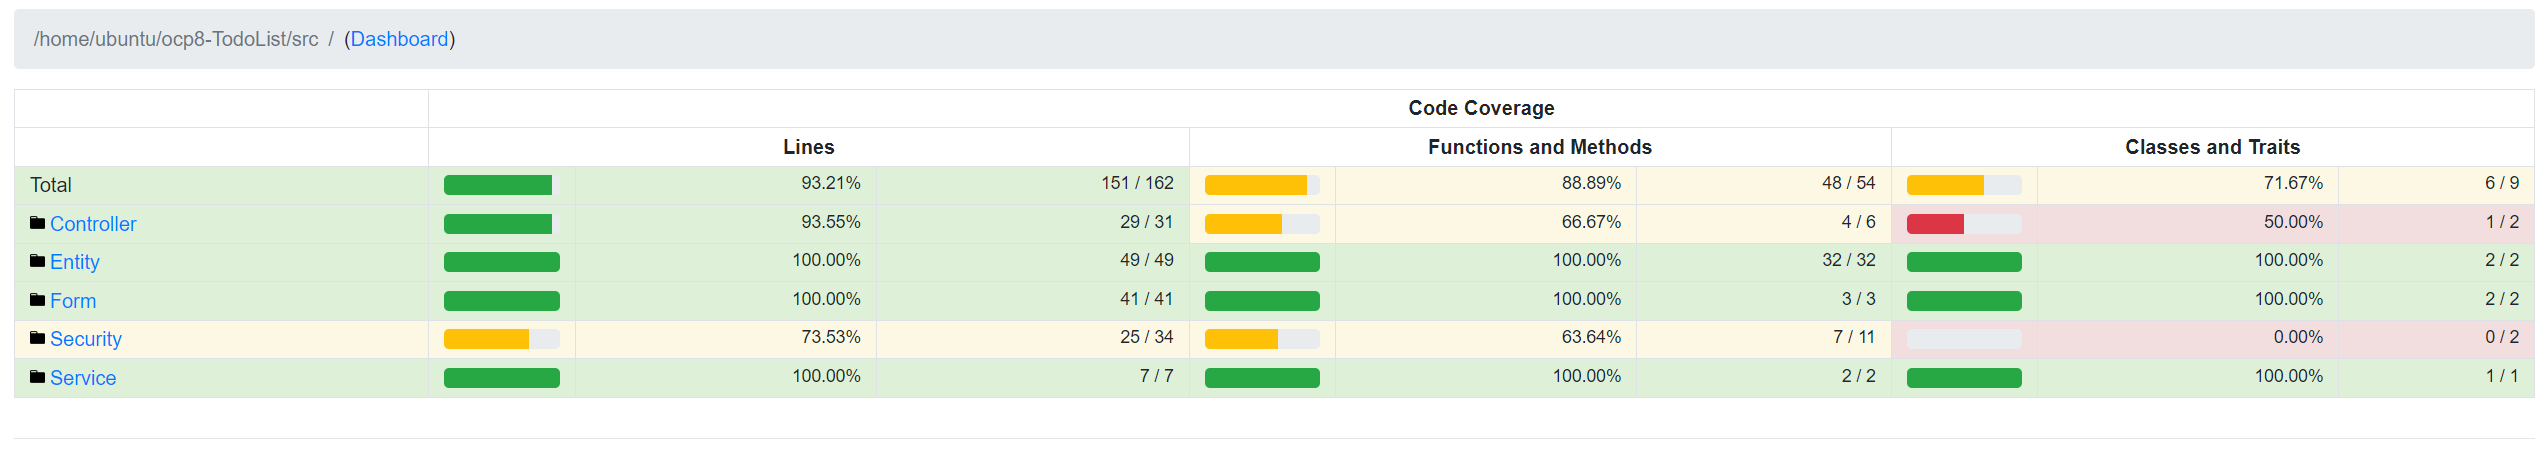 /home/ubuntu/ocp8-TodoList/src / (Dashboard)
Code Coverage
Lines Functions and Methods Classes and Traits
Total 93.21% 151 / 162 88.89% 48 / 54 71.67% 6 / 9
Controller 93.55% 29 / 31 66.67% 4 / 6 50.00% 1 / 2
Entity 100.00% 49 / 49 100.00% 32 / 32 100.00% 2 / 2
Form 100.00% 41 / 41 100.00% 3 / 3 100.00% 2 / 2
Security 73.53% 25 / 34 63.64% 7 / 11 0.00% 0 / 2
Service 100.00% 7 / 7 100.00% 2 / 2 100.00% 1 / 1